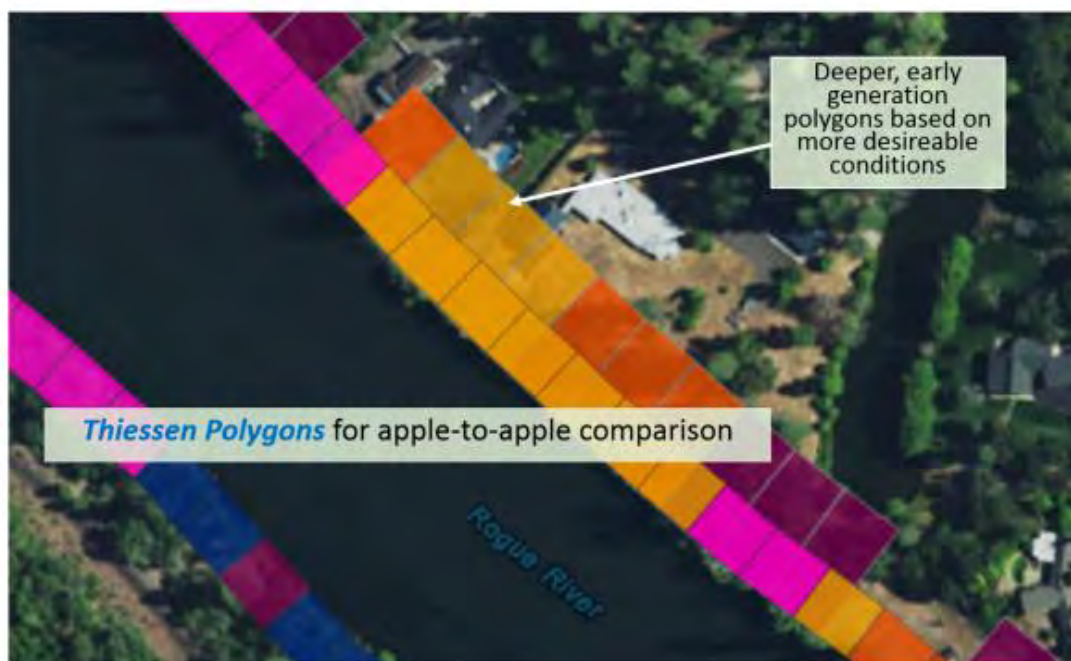 Deeper, early
generation
polygons based on
more desireable
conditions
Thiessen Polygons for apple-to-apple comparison
Rogue River